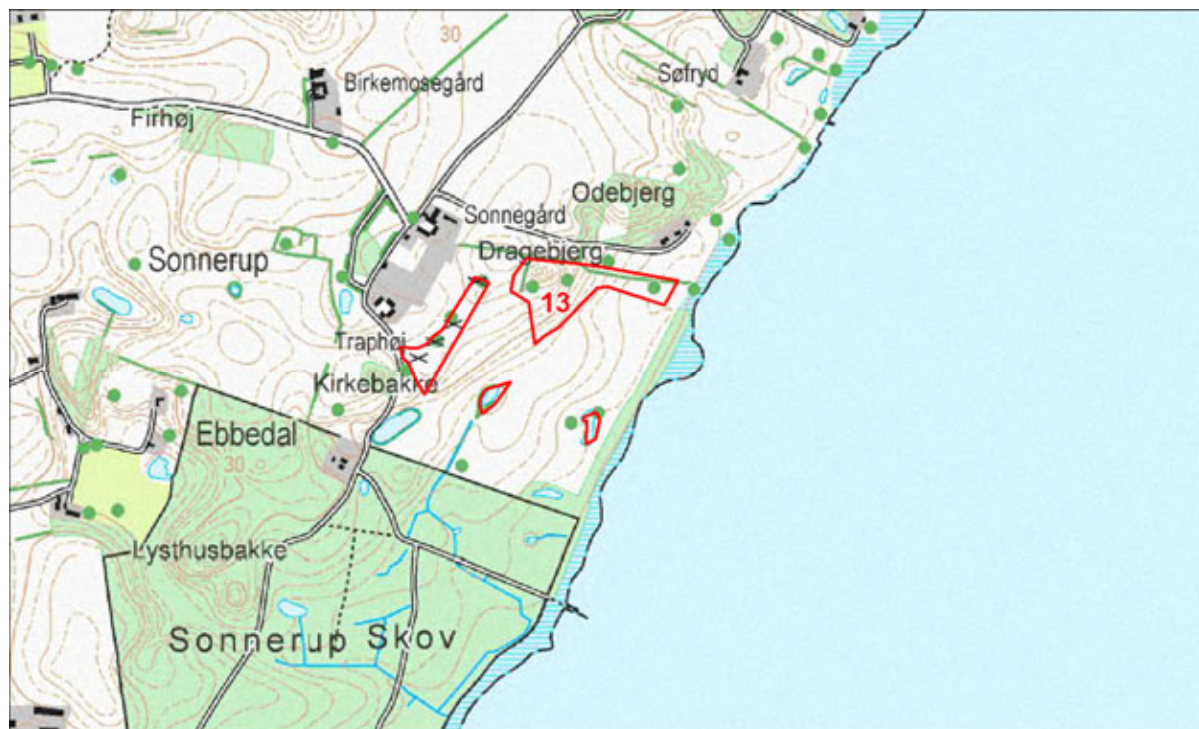 30
Birkemosegård
Søfryd
Firhøj
Odebjerg
Sonnegård
Dragebjerg
Sonnerup
13
Traphøj
Kirkebakke
Ebbedal
30
Lysthusbakke
Sonnerup Skov